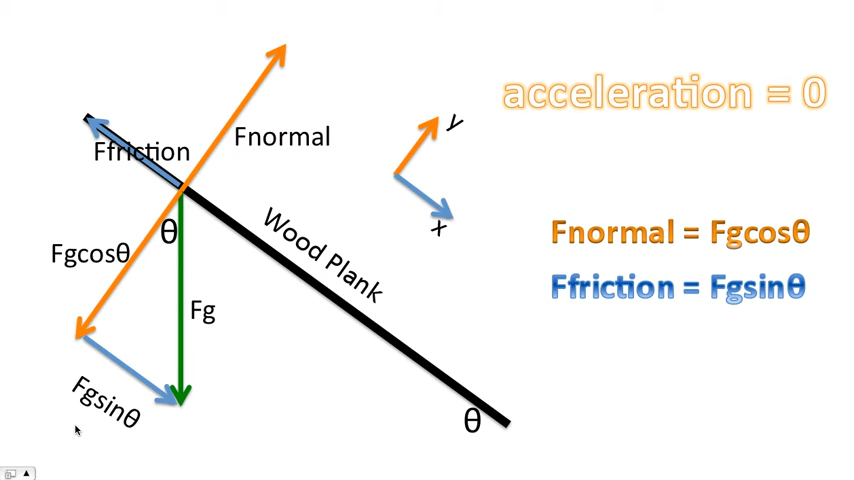 acceleration = 0
y
Fnormal
Ffriction
x
Wood Plank
θ
Fgcosθ
Fnormal = Fgcosθ
Ffriction = Fgsinθ
Fg
Fgsinθ
θ